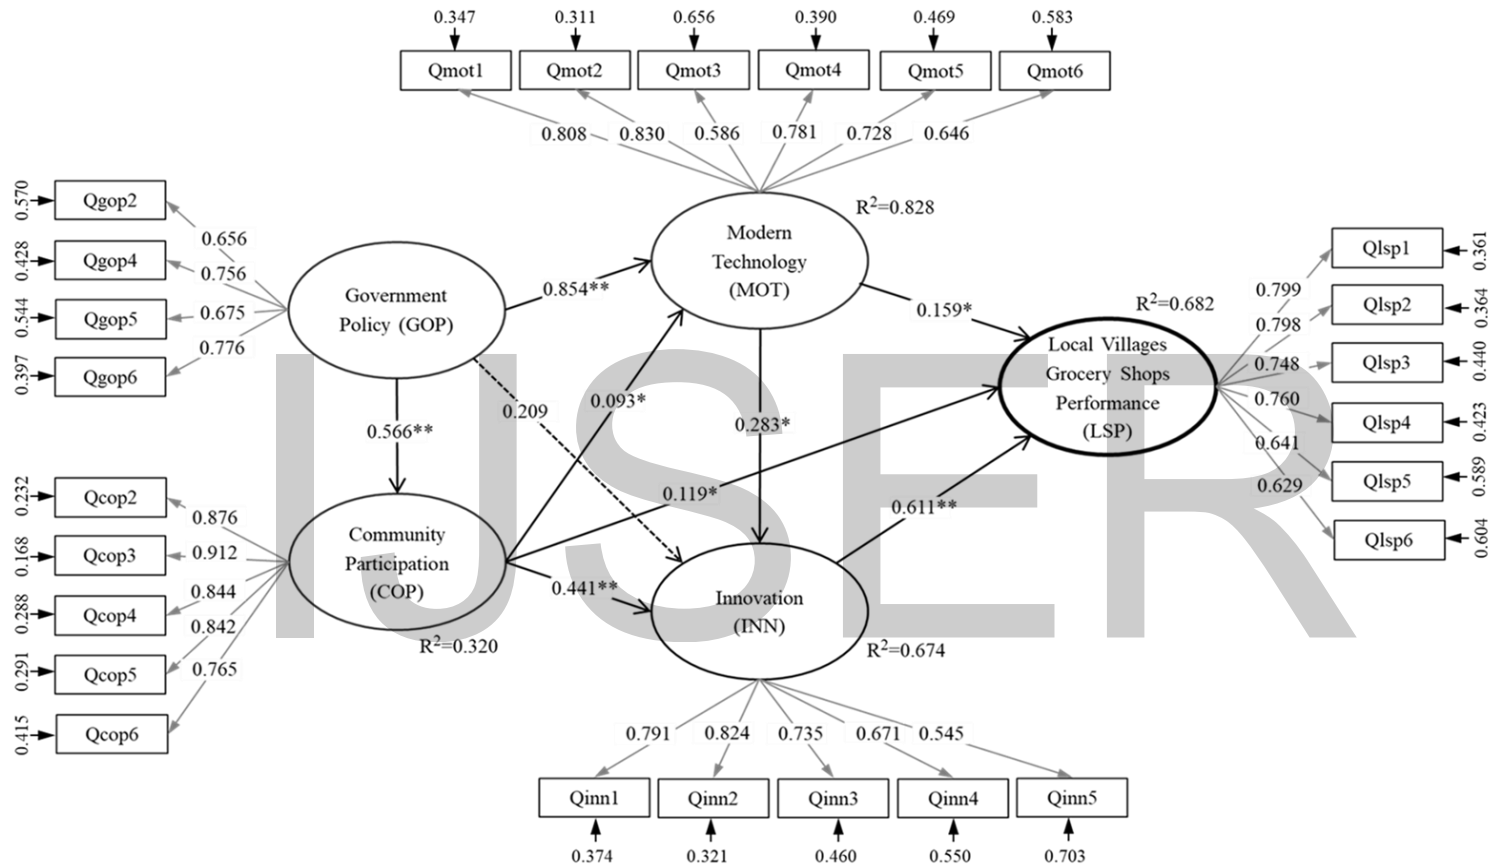 0.347 0.311 0.656 0.390 0.469 0.583
Qmot1 Qmot2 Qmot3 Qmot4 Qmot5 Qmot6
0.808 0.830 0.586 0.781 0.728 0.646
0.570 Qgop2
0.656
0.428 Qgop4
0.756
0.544 Qgop5
0.675
0.397 Qgop6
0.776
Government
Policy (GOP)
0.854**
Modern
Technology
(MOT)
R²=0.828
0.159*
R²=0.682
Local Villages
Grocery Shops
Performance
(LSP)
0.799
Qlsp1 0.361
0.798
Qlsp2 0.364
0.748
Qlsp3 0.440
0.760
Qlsp4 0.423
0.641
Qlsp5 0.589
0.629
Qlsp6 0.604
0.566**
0.209
0.093*
0.283*
0.119*
0.611**
0.441**
IJSER
0.232 Qcop2
0.876
0.168 Qcop3
0.912
0.288 Qcop4
0.844
0.291 Qcop5
0.842
0.415 Qcop6
0.765
Community
Participation
(COP)
R²=0.320
Innovation
(INN)
R²=0.674
0.791 0.824 0.735 0.671 0.545
Qinn1 Qinn2 Qinn3 Qinn4 Qinn5
0.374 0.321 0.460 0.550 0.703